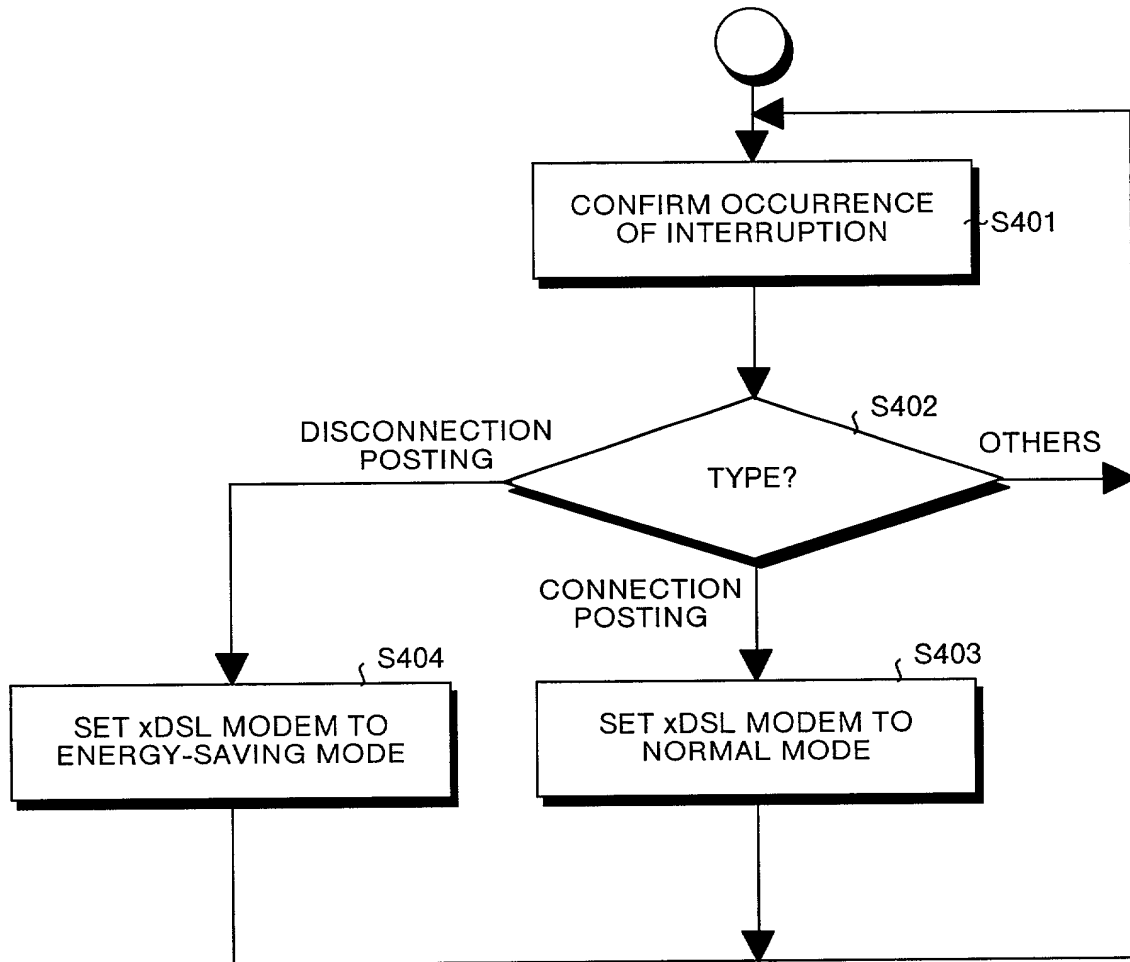 CONFIRM OCCURRENCE
OF INTERRUPTION
S401
S402
DISCONNECTION
POSTING
TYPE?
OTHERS
CONNECTION
POSTING
S404
SET xDSL MODEM TO
ENERGY-SAVING MODE
S403
SET xDSL MODEM TO
NORMAL MODE